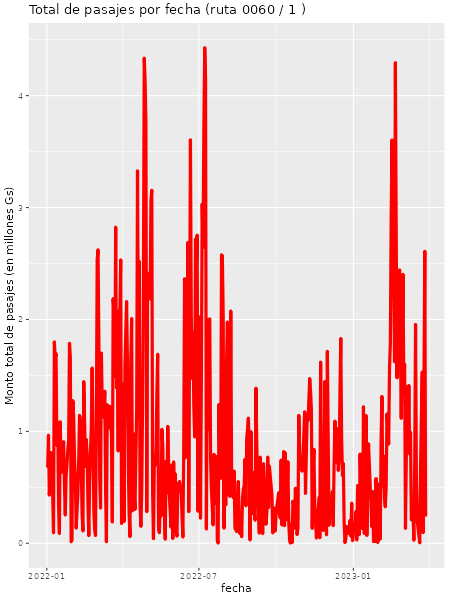 Total de pasajes por fecha (ruta 0060 / 1 )
Monto total de pasajes (en millones Gs)
4
3
2
1
0
2022-01
2022-07
2023-01
fecha